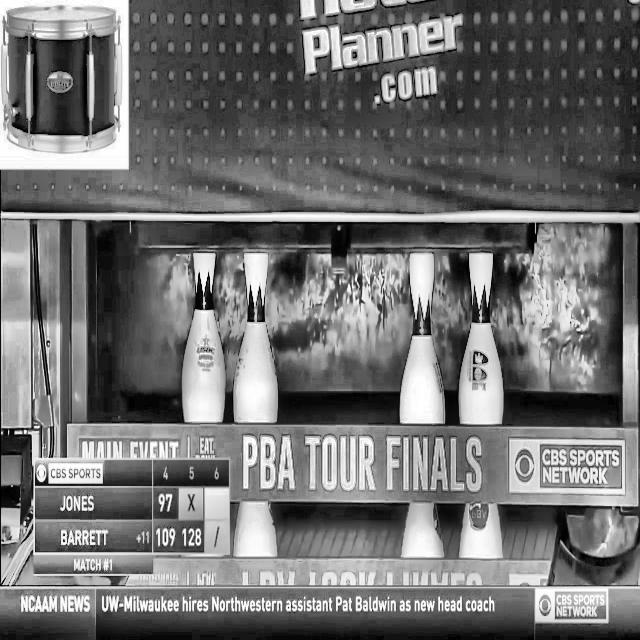 Planner
.com
MAIN EVENT
EAT.
PBA TOUR FINALS
CBS SPORTS
NETWORK
CBS SPORTS 4 5 6
JONES 97 X
BARRETT +11 109 128 /
MATCH #1
NCAAM NEWS UW-Milwaukee hires Northwestern assistant Pat Baldwin as new head coach
CBS SPORTS
NETWORK